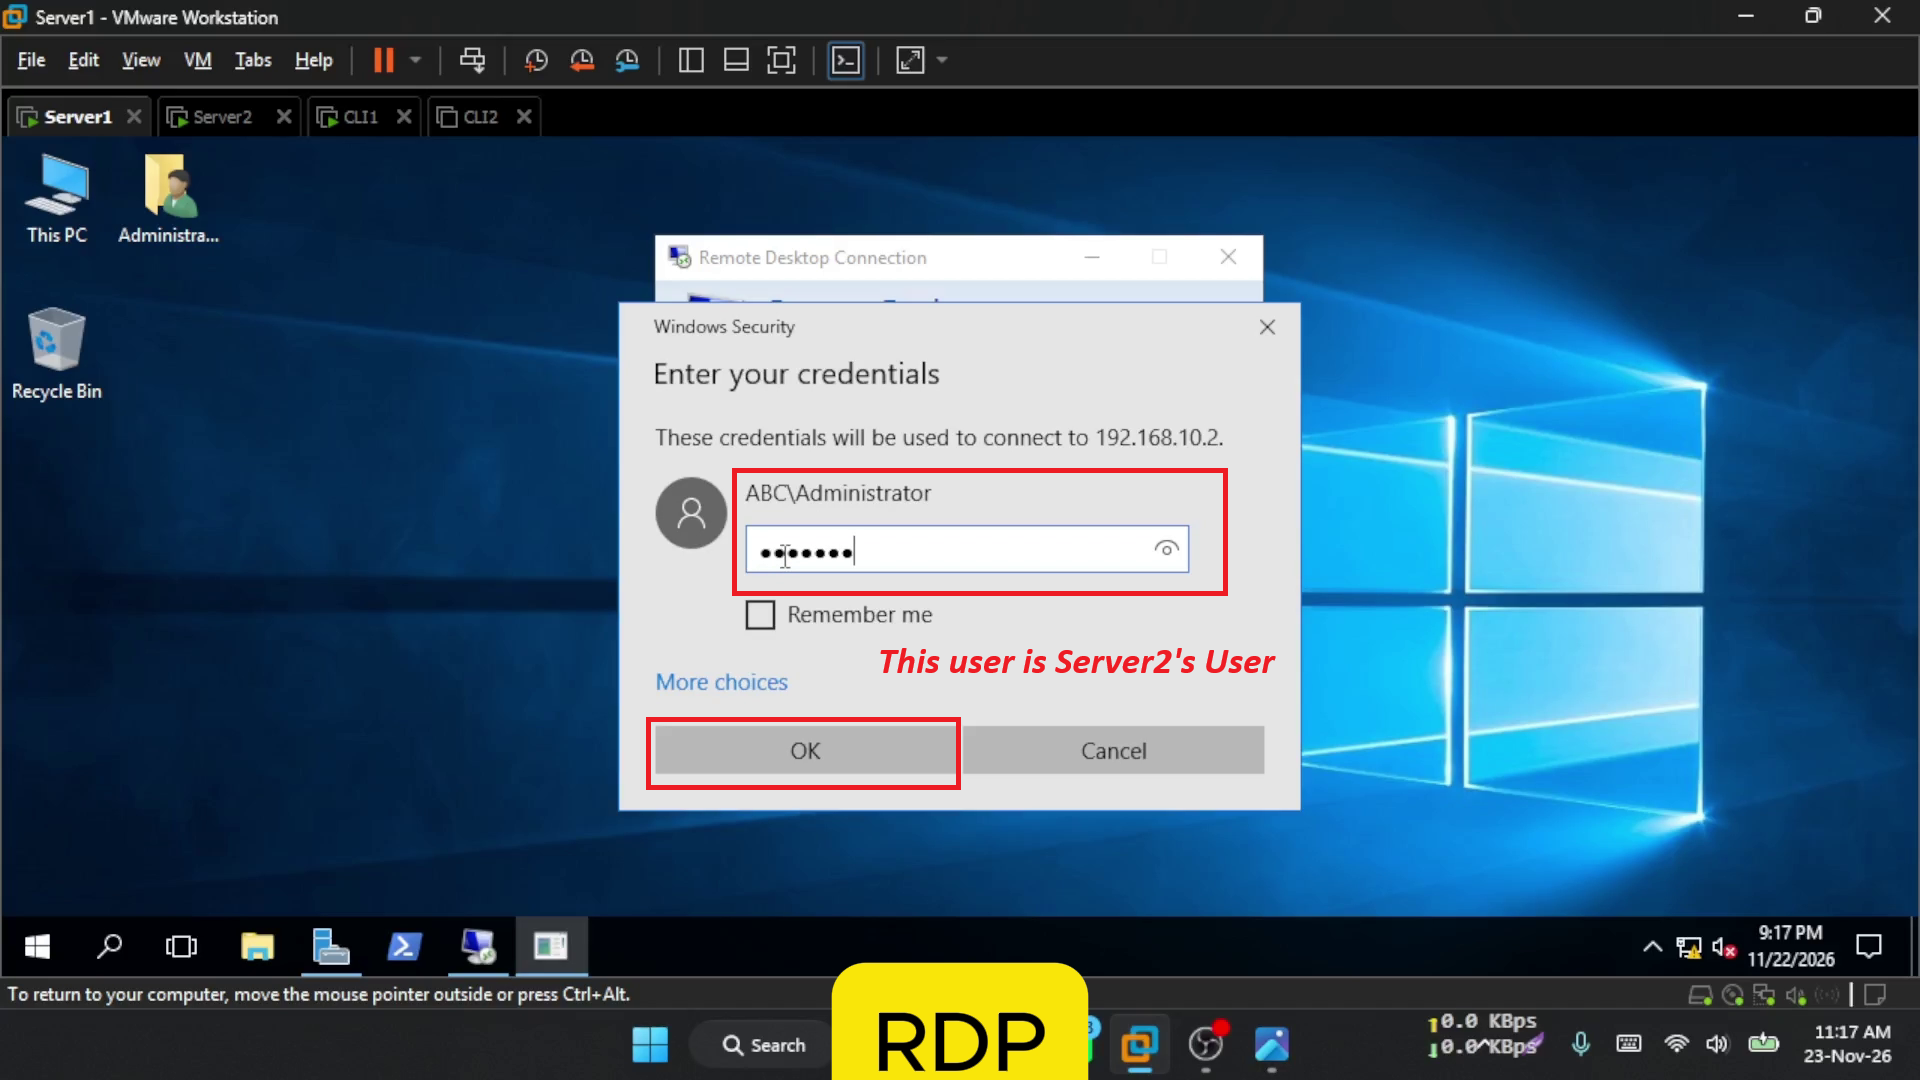 Server1 - VMware Workstation
File Edit View VM Tabs Help
Server1 Server2 CLI1 CLI2
This PC
Administra...
Recycle Bin
Remote Desktop Connection
Windows Security
Enter your credentials
These credentials will be used to connect to 192.168.10.2.
ABC\Administrator
•••••••
Remember me
This user is Server2's User
More choices
OK Cancel
9:17 PM
11/22/2026
To return to your computer, move the mouse pointer outside or press Ctrl+Alt.
Search
RDP
0.0 KBps
0.0 KBps
11:17 AM
23-Nov-26